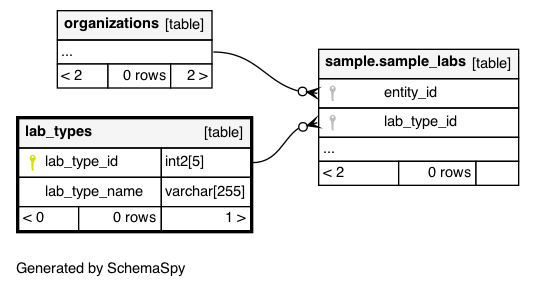 organizations [table]
...
< 2 0 rows 2 >
sample.sample_labs [table]
entity_id
lab_type_id
...
< 2 0 rows
lab_types [table]
lab_type_id int2[5]
lab_type_name varchar[255]
< 0 0 rows 1 >
Generated by SchemaSpy